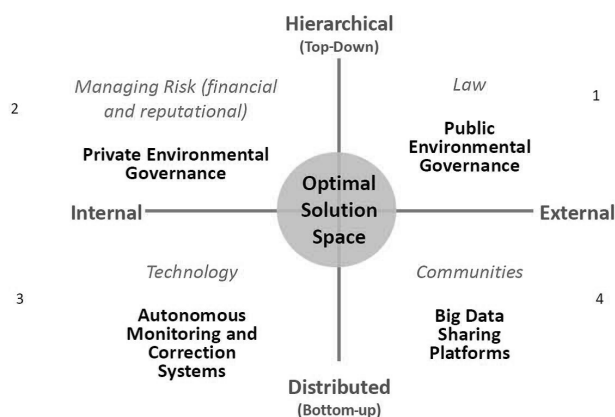 Hierarchical
(Top-Down)
Managing Risk (financial
and reputational)
Law
1
2
Private Environmental
Governance
Public
Environmental
Governance
Optimal
Solution
Space
Internal
External
Technology
Communities
3
Autonomous
Monitoring and
Correction
Systems
Big Data
Sharing
Platforms
4
Distributed
(Bottom-up)